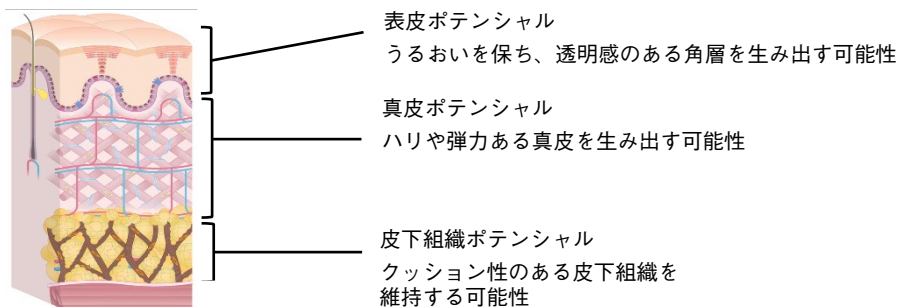 表皮ポテンシャル
うるおいを保ち、透明感のある角層を生み出す可能性
真皮ポテンシャル
ハリや弾力ある真皮を生み出す可能性
皮下組織ポテンシャル
クッション性のある皮下組織を
維持する可能性